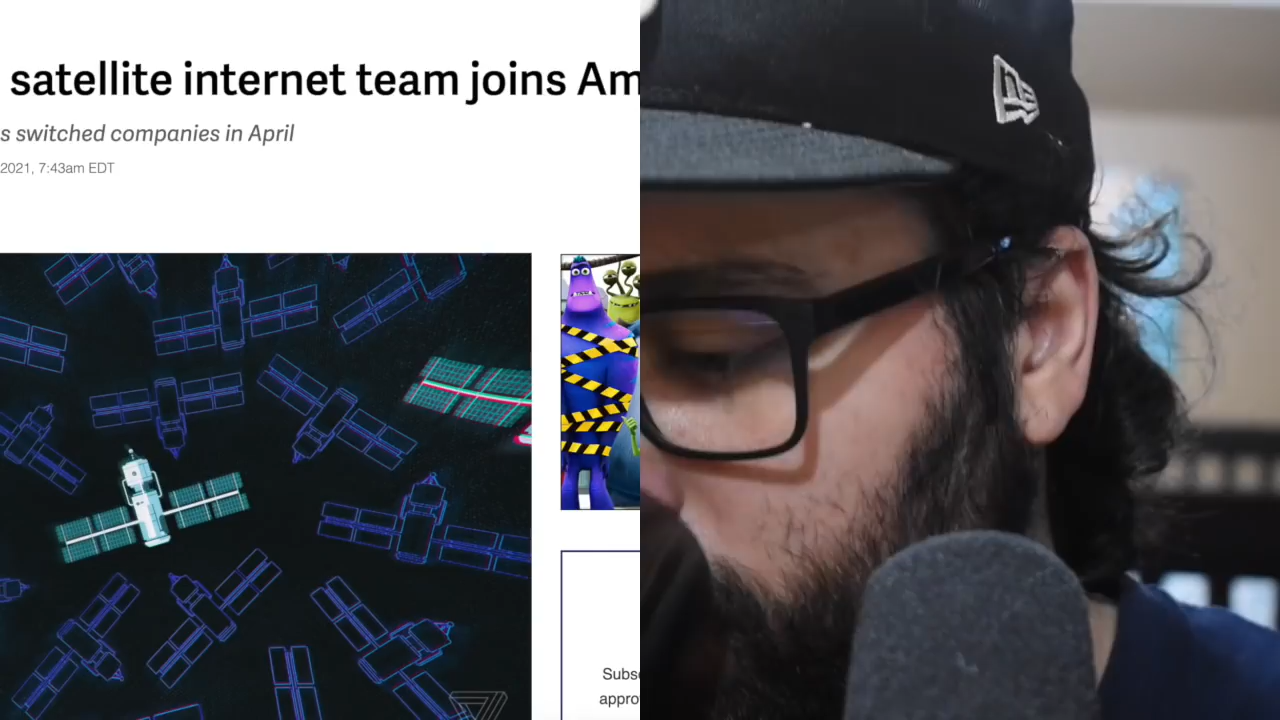 satellite internet team joins Am
s switched companies in April
2021, 7:43am EDT
Subs
appro